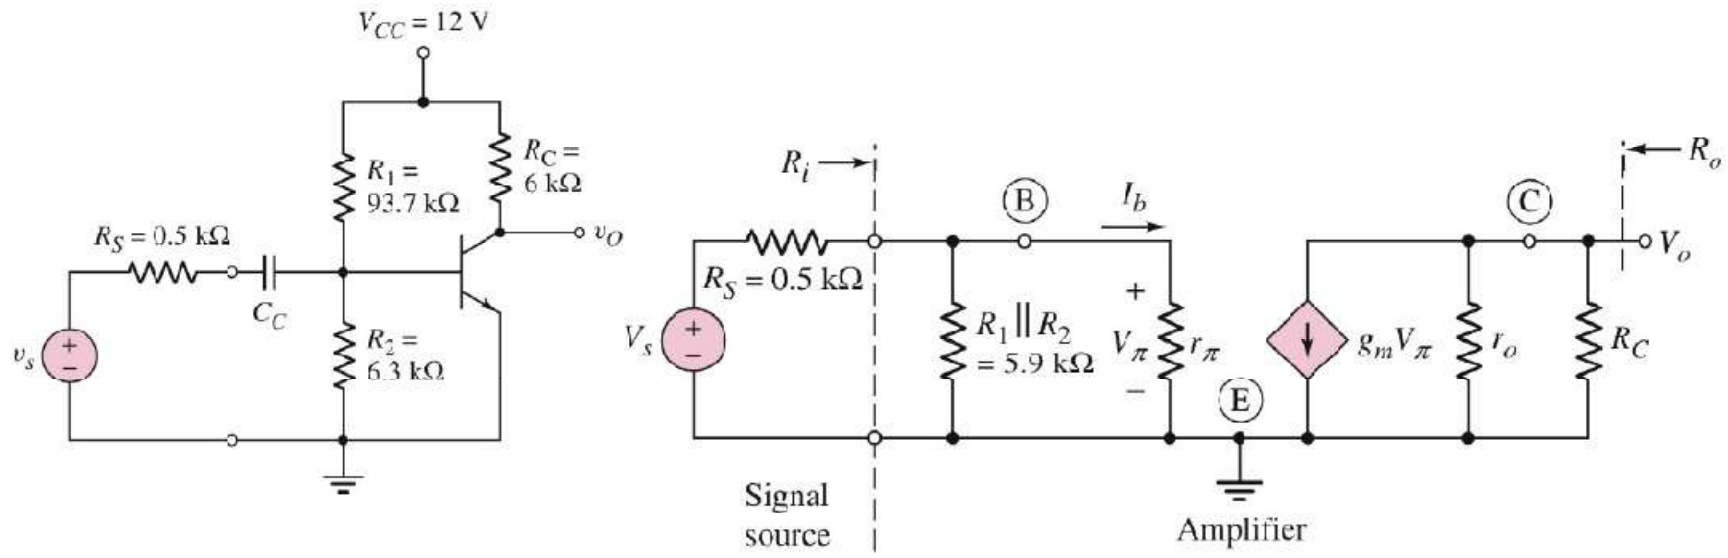 V_CC = 12 V
R_1 =
93.7 kΩ
R_C =
6 kΩ
v_O
R_S = 0.5 kΩ
C_C
R_2 =
6.3 kΩ
v_s
+
−
R_i
R_o
B
I_b
C
V_o
R_S = 0.5 kΩ
V_s
+
−
R_1 || R_2
= 5.9 kΩ
+
V_π
−
r_π
g_m V_π
r_o
R_C
E
Signal
source
Amplifier